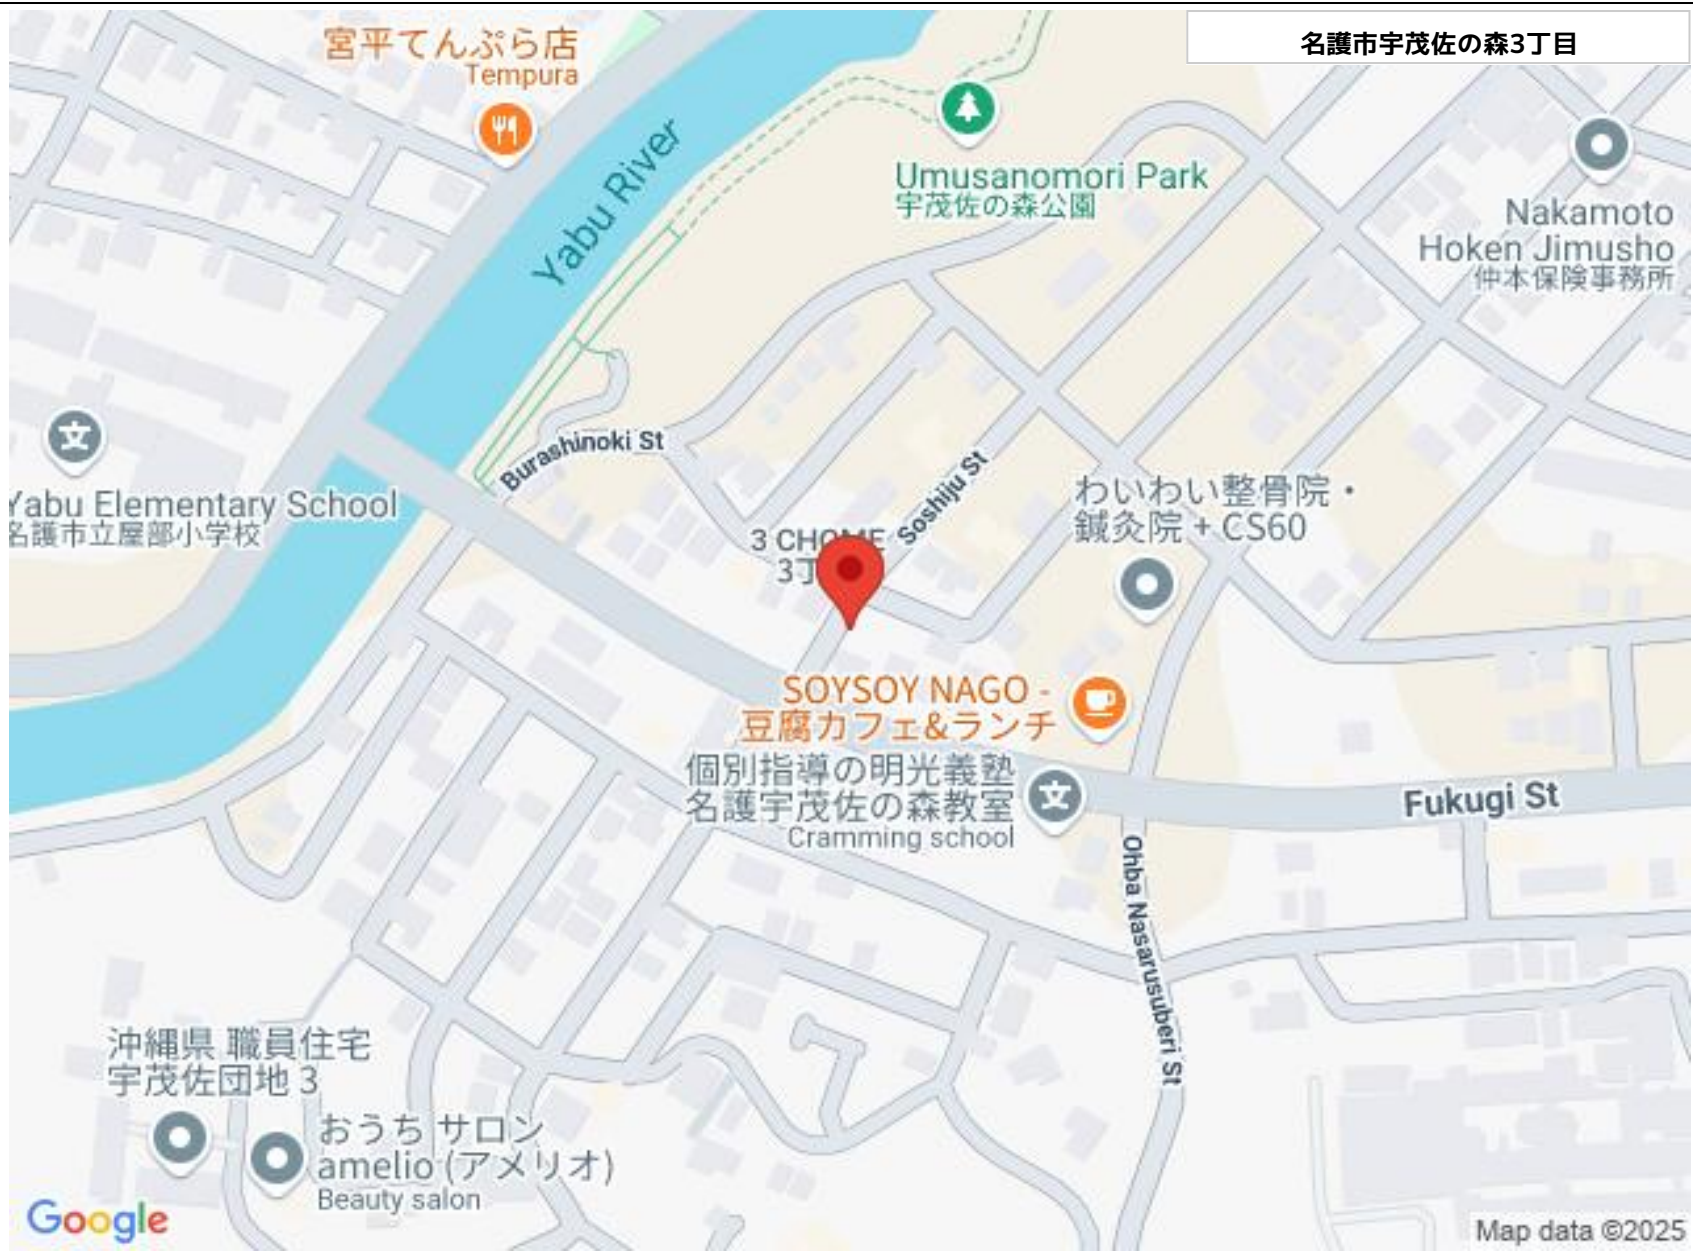 名護市宇茂佐の森3丁目
宮平てんぷら店
Tempura
Yabu River
Umusanomori Park
宇茂佐の森公園
Nakamoto
Hoken Jimusho
仲本保険事務所
Yabu Elementary School
名護市立屋部小学校
Burashinoki St
Soshiju St
わいわい整骨院・
鍼灸院 + CS60
3 CHOME
3丁
SOYSOY NAGO -
豆腐カフェ&ランチ
個別指導の明光義塾
名護宇茂佐の森教室
Cramming school
Fukugi St
Ohba Nasarusuberi St
沖縄県 職員住宅
宇茂佐団地 3
おうち サロン
amelio (アメリオ)
Beauty salon
Google
Map data ©2025